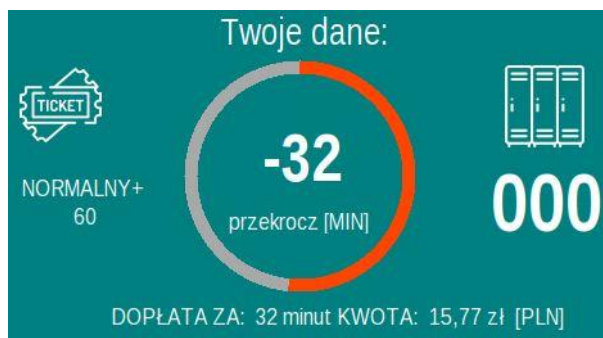 Twoje dane:
TICKET
NORMALNY+
60
-32
przekrocz [MIN]
000
DOPŁATA ZA: 32 minut KWOTA: 15,77 zł [PLN]